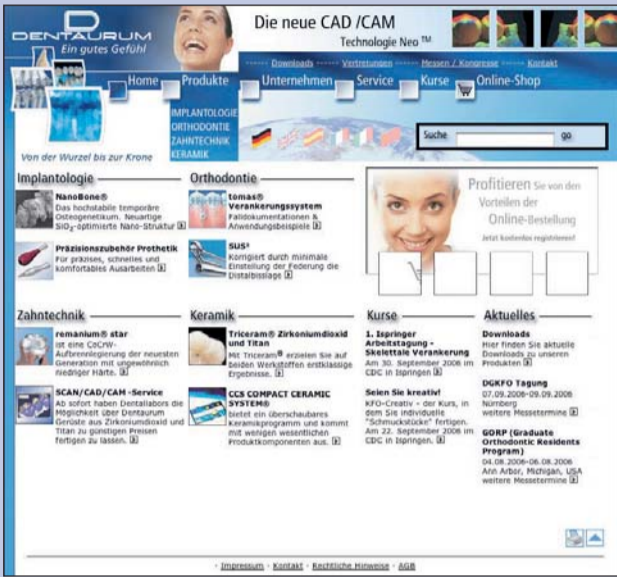 DENTAURUM
Ein gutes Gefühl
Die neue CAD /CAM
Technologie Neo ™
Downloads
Vertretungen
Messen / Kongresse
Kontakt
Home
Produkte
Unternehmen
Service
Kurse
Online-Shop
IMPLANTOLOGIE
ORTHODONTIE
ZAHNTECHNIK
KERAMIK
Suche
go
Von der Wurzel bis zur Krone
Implantologie
NanoBone®
Das hochstabile temporäre
Osteogenetikum. Neuartige
SiO2-optimierte Nano-Struktur
Präzisionszubehör Prothetik
Für präzises, schnelles und
komfortables Ausarbeiten
Orthodontie
tomas®
Verankerungssystem
Falldokumentationen &
Anwendungsbeispiele
SUS²
Korrigiert durch minimale
Einstellung der Federung die
Distalbisslage
Profitieren Sie von den
Vorteilen der
Online-Bestellung
Jetzt kostenlos registrieren!
Zahntechnik
remanium® star
ist eine CoCrW-
Aufbrennlegierung der neuesten
Generation mit ungewöhnlich
niedriger Härte.
SCAN/CAD/CAM -Service
Ab sofort haben Dentallabors die
Möglichkeit über Dentaurum
Gerüste aus Zirkoniumdioxid und
Titan zu günstigen Preisen
fertigen zu lassen.
Keramik
Triceram® Zirkoniumdioxid
und Titan
Mit Triceram® erzielen Sie auf
beiden Werkstoffen erstklassige
Ergebnisse.
CCS COMPACT CERAMIC
SYSTEM®
bietet ein überschaubares
Keramikprogramm und kommt
mit wenigen wesentlichen
Produktkomponenten aus.
Kurse
1. Ispringer
Arbeitstagung -
Skelettale Verankerung
Am 30. September 2006 im
CDC in Ispringen
Seien Sie kreativ!
KFO-Creativ - der Kurs, in
dem Sie individuelle
"Schmuckstücke" fertigen.
Am 22. September 2006 im
CDC in Ispringen.
Aktuelles
Downloads
Hier finden Sie aktuelle
Downloads zu unseren
Produkten
DGKFO Tagung
07.09.2006-09.09.2006
Nürnberg
weitere Messetermine
GORP (Graduate
Orthodontic Residents
Program)
04.08.2006-06.08.2006
Ann Arbor, Michigan, USA
weitere Messetermine
· Impressum · Kontakt · Rechtliche Hinweise · AGB